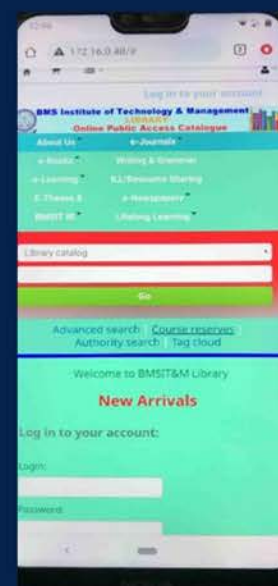 172.16.0.48/#
Log in to your account
BMS Institute of Technology & Management
LIBRARY
Online Public Access Catalogue
About Us e-Journals
e-Books Writing & Grammar
e-Learning ILL/Resource Sharing
E-Theses & e-Newspapers
BMSIT IR Lifelong Learning
Library catalog
Go
Advanced search Course reserves
Authority search Tag cloud
Welcome to BMSIT&M Library
New Arrivals
Log in to your account:
Login:
Password: